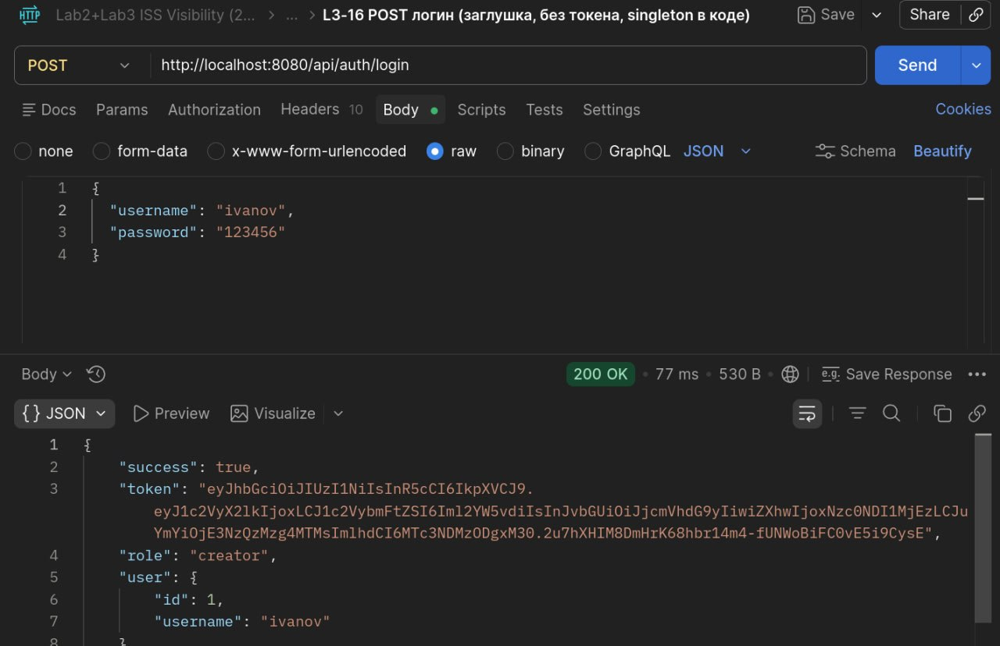 HTTP Lab2+Lab3 ISS Visibility (2... > ... > L3-16 POST логин (заглушка, без токена, singleton в коде) Save Share
POST http://localhost:8080/api/auth/login Send
Docs Params Authorization Headers 10 Body Scripts Tests Settings Cookies
none form-data x-www-form-urlencoded raw binary GraphQL JSON Schema Beautify
1 {
2 "username": "ivanov",
3 "password": "123456"
4 }
Body 200 OK • 77 ms • 530 B • e.g. Save Response
{} JSON Preview Visualize
1 {
2 "success": true,
3 "token": "eyJhbGciOiJIUzI1NiIsInR5cCI6IkpXVCJ9.
eyJ1c2VyX2lkIjoxLCJ1c2VybmFtZSI6Iml2YW5vdiIsInJvbGUiOiJjcmVhdG9yIiwiZXhwIjoxNzc0NDI1MjEzLCJu
YmYiOjE3NzQzMzg4MTMsImlhdCI6MTc3NDMzODgxM30.2u7hXHIM8DmHrK68hbr14m4-fUNWoBiFC0vE5i9CysE",
4 "role": "creator",
5 "user": {
6 "id": 1,
7 "username": "ivanov"
8 }